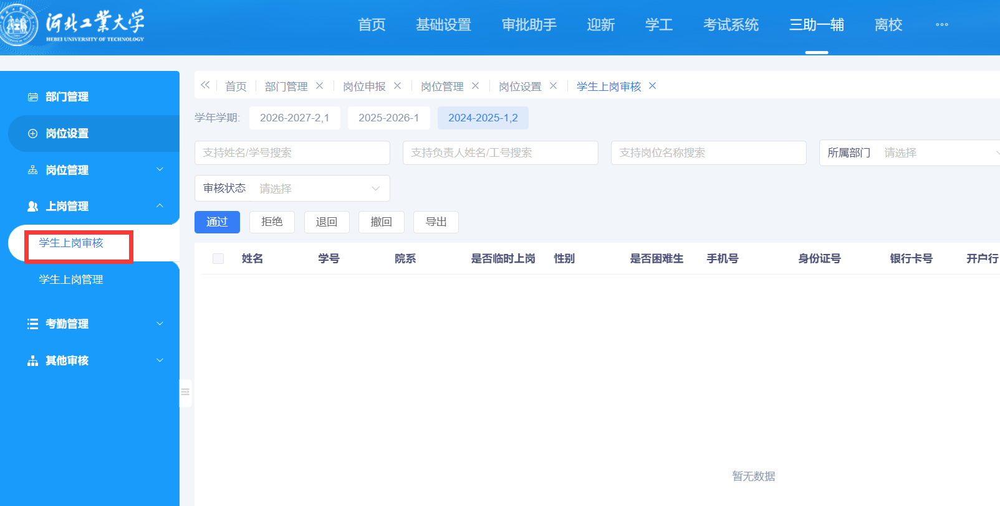 河北工業大学
HEBEI UNIVERSITY OF TECHNOLOGY
首页 基础设置 审批助手 迎新 学工 考试系统 三助一辅 离校
部门管理
岗位设置
岗位管理
上岗管理
学生上岗审核
学生上岗管理
考勤管理
其他审核
首页 部门管理 岗位申报 岗位管理 岗位设置 学生上岗审核
学年学期: 2026-2027-2,1 2025-2026-1 2024-2025-1,2
支持姓名/学号搜索 支持负责人姓名/工号搜索 支持岗位名称搜索 所属部门 请选择
审核状态 请选择
通过 拒绝 退回 撤回 导出
姓名 学号 院系 是否临时上岗 性别 是否困难生 手机号 身份证号 银行卡号 开户行
暂无数据